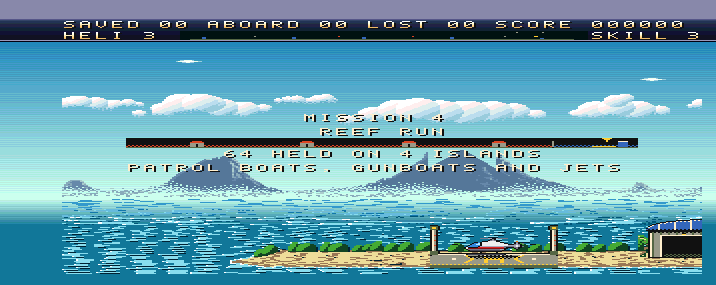 SAVED 00 ABOARD 00 LOST 00 SCORE 000000
HELI 3 SKILL 3
MISSION 4
REEF RUN
64 HELD ON 4 ISLANDS
PATROL BOATS. GUNBOATS AND JETS